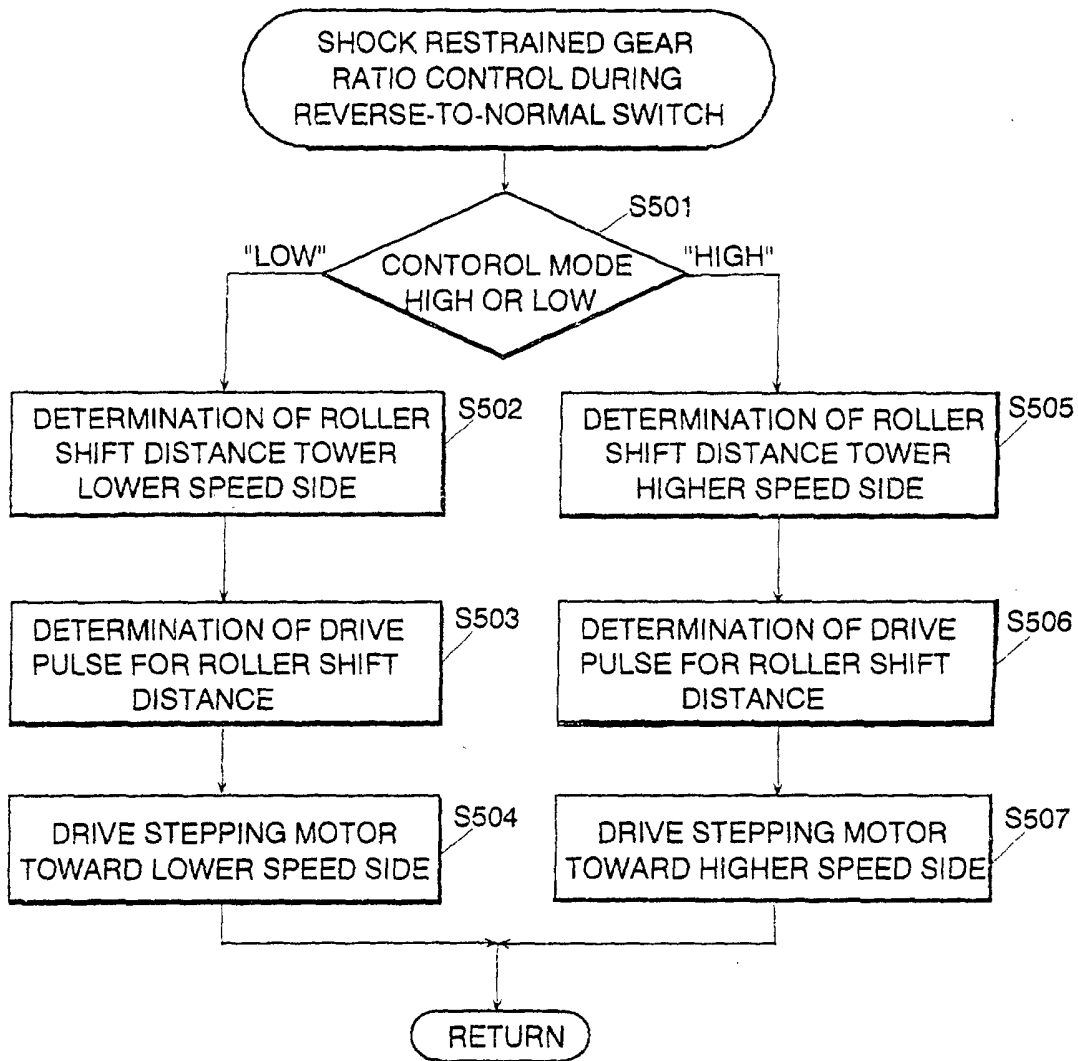 SHOCK RESTRAINED GEAR
RATIO CONTROL DURING
REVERSE-TO-NORMAL SWITCH
S501
"LOW"
CONTOROL MODE
HIGH OR LOW
"HIGH"
DETERMINATION OF ROLLER
SHIFT DISTANCE TOWER
LOWER SPEED SIDE
S502
DETERMINATION OF ROLLER
SHIFT DISTANCE TOWER
HIGHER SPEED SIDE
S505
DETERMINATION OF DRIVE
PULSE FOR ROLLER SHIFT
DISTANCE
S503
DETERMINATION OF DRIVE
PULSE FOR ROLLER SHIFT
DISTANCE
S506
DRIVE STEPPING MOTOR
TOWARD LOWER SPEED SIDE
S504
DRIVE STEPPING MOTOR
TOWARD HIGHER SPEED SIDE
S507
RETURN